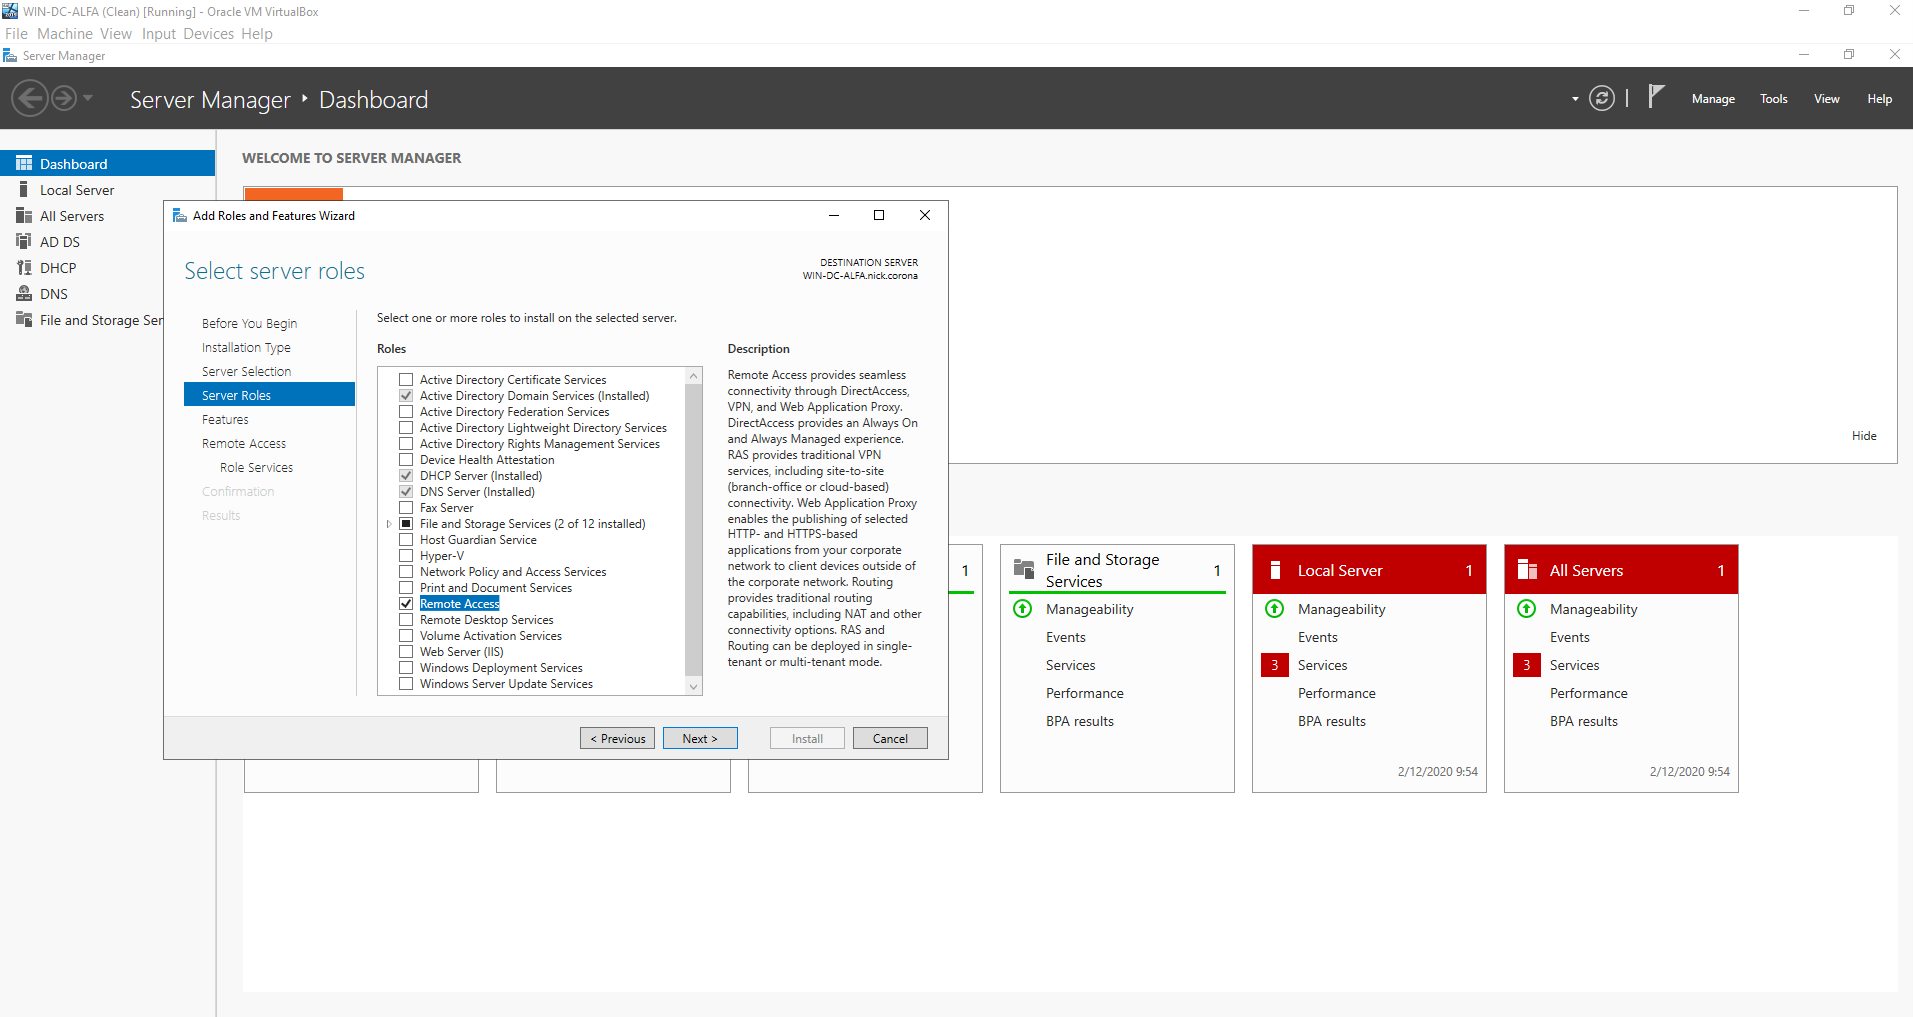 WIN-DC-ALFA (Clean) [Running] - Oracle VM VirtualBox
File Machine View Input Devices Help
Server Manager
Server Manager Dashboard
Manage Tools View Help
Dashboard
Local Server
All Servers
AD DS
DHCP
DNS
File and Storage Ser
WELCOME TO SERVER MANAGER
Hide
Add Roles and Features Wizard
Select server roles
DESTINATION SERVER
WIN-DC-ALFA.nick.corona
Before You Begin
Installation Type
Server Selection
Server Roles
Features
Remote Access
Role Services
Confirmation
Results
Select one or more roles to install on the selected server.
Roles
Active Directory Certificate Services
Active Directory Domain Services (Installed)
Active Directory Federation Services
Active Directory Lightweight Directory Services
Active Directory Rights Management Services
Device Health Attestation
DHCP Server (Installed)
DNS Server (Installed)
Fax Server
File and Storage Services (2 of 12 installed)
Host Guardian Service
Hyper-V
Network Policy and Access Services
Print and Document Services
Remote Access
Remote Desktop Services
Volume Activation Services
Web Server (IIS)
Windows Deployment Services
Windows Server Update Services
Description
Remote Access provides seamless
connectivity through DirectAccess,
VPN, and Web Application Proxy.
DirectAccess provides an Always On
and Always Managed experience.
RAS provides traditional VPN
services, including site-to-site
(branch-office or cloud-based)
connectivity. Web Application Proxy
enables the publishing of selected
HTTP- and HTTPS-based
applications from your corporate
network to client devices outside of
the corporate network. Routing
provides traditional routing
capabilities, including NAT and other
connectivity options. RAS and
Routing can be deployed in single-
tenant or multi-tenant mode.
< Previous
Next >
Install
Cancel
1
File and Storage
Services
1
Manageability
Events
Services
Performance
BPA results
Local Server 1
Manageability
Events
3 Services
Performance
BPA results
2/12/2020 9:54
All Servers 1
Manageability
Events
3 Services
Performance
BPA results
2/12/2020 9:54